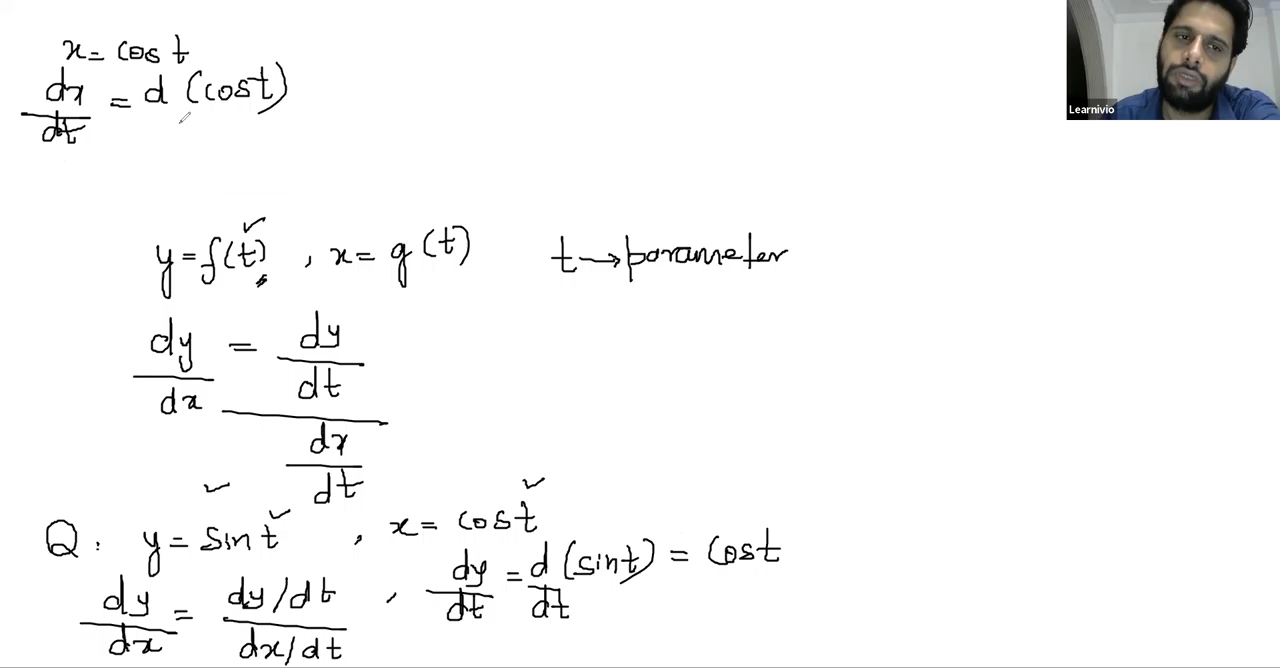 x = cos t
dx/dt = d (cos t)
Learnivio
y = f(t), x = g(t) t → parameter
dy/dx = (dy/dt)/(dx/dt)
Q. y = sin t, x = cos t
dy/dx = (dy/dt)/(dx/dt), dy/dt = d/dt (sin t) = cos t